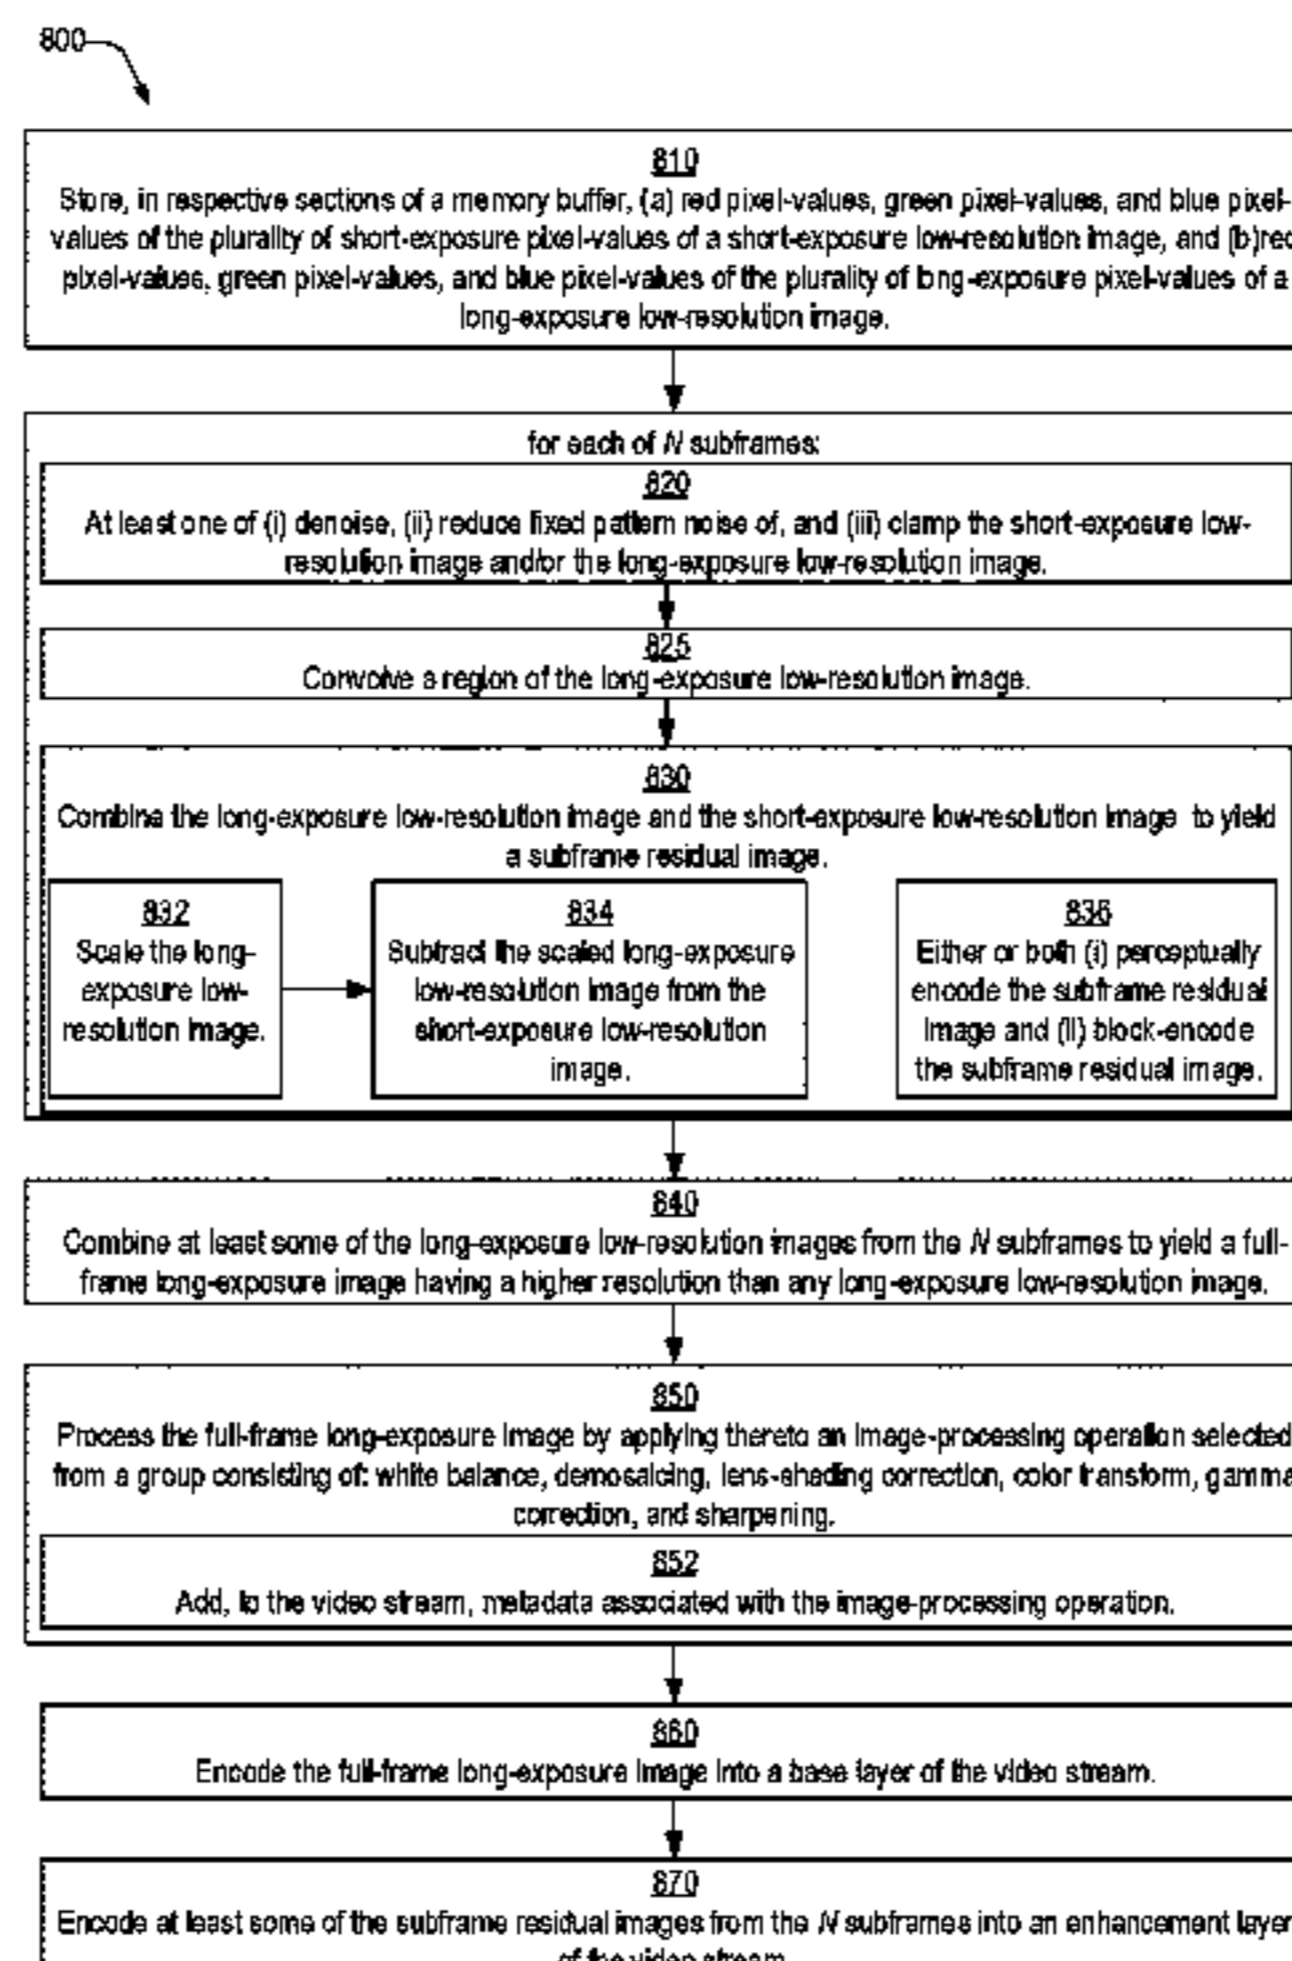 800
810
Store, in respective sections of a memory buffer, (a) red pixel-values, green pixel-values, and blue pixel-
values of the plurality of short-exposure pixel-values of a short-exposure low-resolution image, and (b)red
pixel-values, green pixel-values, and blue pixel-values of the plurality of long-exposure pixel-values of a
long-exposure low-resolution image.
for each of N subframes:
820
At least one of (i) denoise, (ii) reduce fixed pattern noise of, and (iii) clamp the short-exposure low-
resolution image and/or the long-exposure low-resolution image.
825
Convolve a region of the long-exposure low-resolution image.
830
Combine the long-exposure low-resolution image and the short-exposure low-resolution image to yield
a subframe residual image.
832
Scale the long-
exposure low-
resolution image.
834
Subtract the scaled long-exposure
low-resolution image from the
short-exposure low-resolution
image.
836
Either or both (i) perceptually
encode the subframe residual
image and (ii) block-encode
the subframe residual image.
840
Combine at least some of the long-exposure low-resolution images from the N subframes to yield a full-
frame long-exposure image having a higher resolution than any long-exposure low-resolution image.
850
Process the full-frame long-exposure image by applying thereto an image-processing operation selected
from a group consisting of: white balance, demosaicing, lens-shading correction, color transform, gamma
correction, and sharpening.
852
Add, to the video stream, metadata associated with the image-processing operation.
860
Encode the full-frame long-exposure image into a base layer of the video stream.
870
Encode at least some of the subframe residual images from the N subframes into an enhancement layer
of the video stream